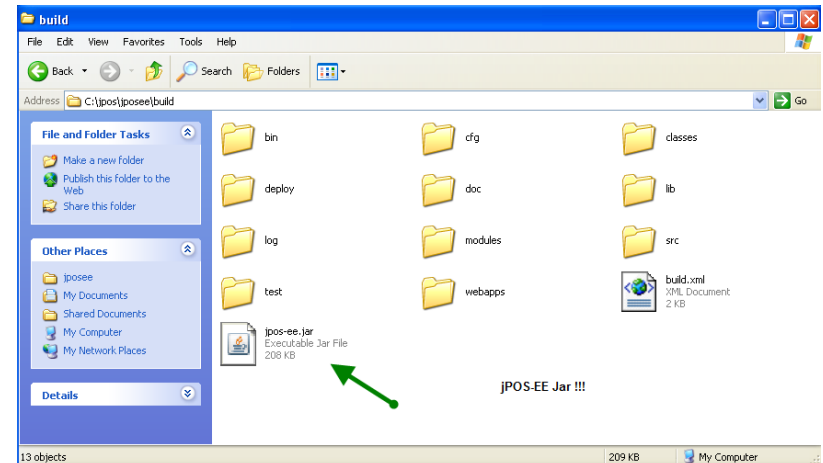 build
File Edit View Favorites Tools Help
Back Search Folders
Address C:\jpos\jposee\build Go
File and Folder Tasks
Make a new folder
Publish this folder to the
Web
Share this folder
Other Places
jposee
My Documents
Shared Documents
My Computer
My Network Places
Details
bin cfg classes
deploy doc lib
log modules src
test webapps build.xml
XML Document
2 KB
jpos-ee.jar
Executable Jar File
208 KB
jPOS-EE Jar !!!
13 objects 209 KB My Computer